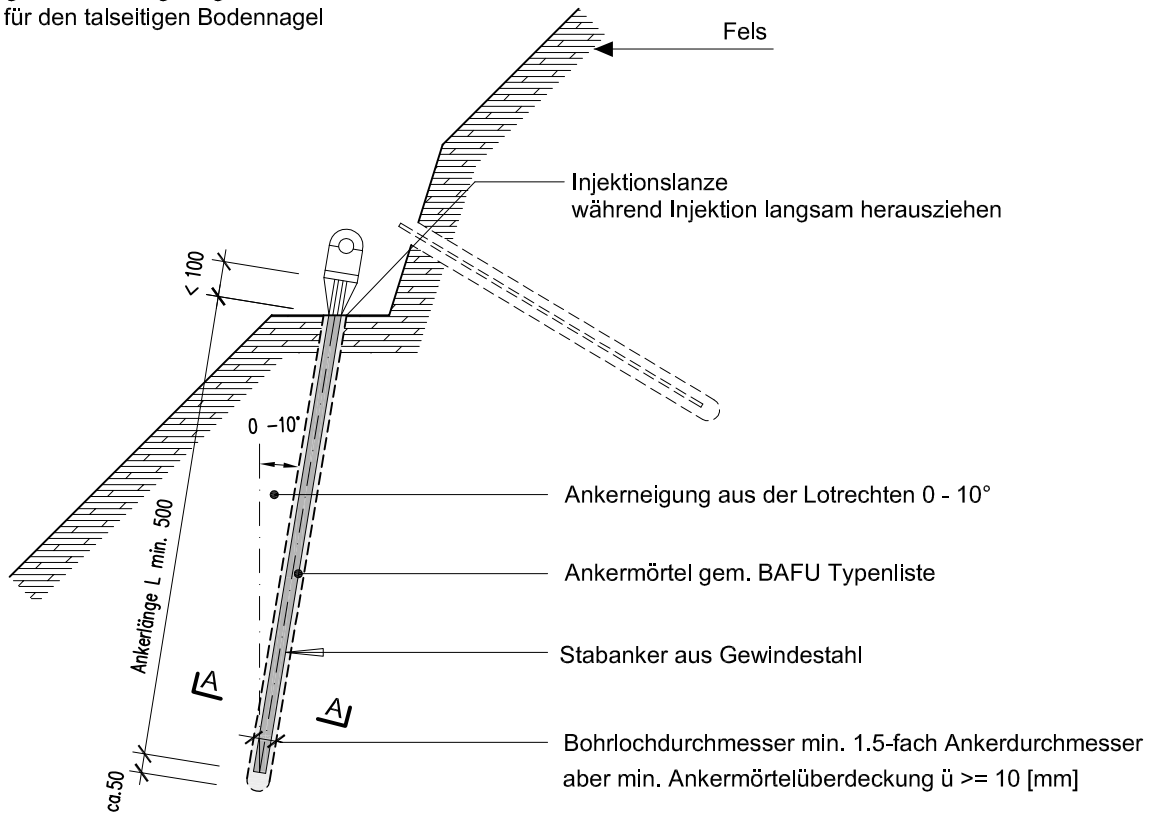 für den talseitigen Bodennagel
Fels
Injektionslanze
während Injektion langsam herausziehen
< 100
0 -10°
Ankerlänge L min. 500
Ankerneigung aus der Lotrechten 0 - 10°
Ankermörtel gem. BAFU Typenliste
Stabanker aus Gewindestahl
A
A
Bohrlochdurchmesser min. 1.5-fach Ankerdurchmesser
aber min. Ankermörtelüberdeckung ü >= 10 [mm]
ca.50